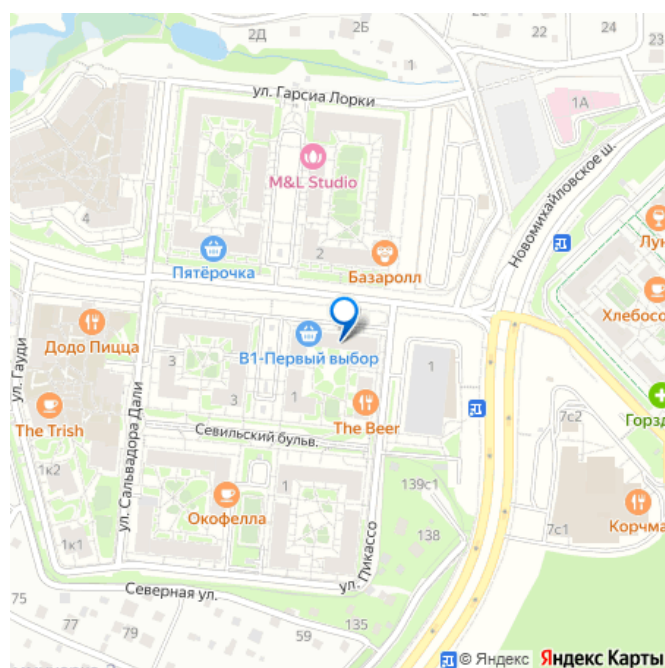 2Д
2Б
23
22
24
1
1А
ул. Гарсиа Лорки
M&L Studio
Новомихайловское ш.
4
2
Пятёрочка
Базаролл
Хлебосо
Додо Пицца
В1-Первый выбор
ул. Гауди
3
1
The Trish
3
1
The Beer
Севильский бульв.
7с2
Горзд
ул. Сальвадора Дали
1к2
139с1
Окофелла
1
138
7с1
Корчма
1к1
ул. Пикассо
Северная ул.
75
77
79
59
135
© Яндекс Яндекс Карты